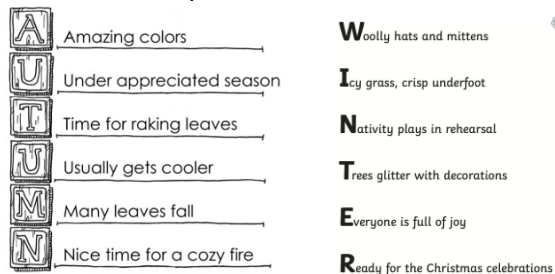 A Amazing colors
U Under appreciated season
T Time for raking leaves
U Usually gets cooler
M Many leaves fall
N Nice time for a cozy fire
Woolly hats and mittens
Icy grass, crisp underfoot
Nativity plays in rehearsal
Trees glitter with decorations
Everyone is full of joy
Ready for the Christmas celebrations